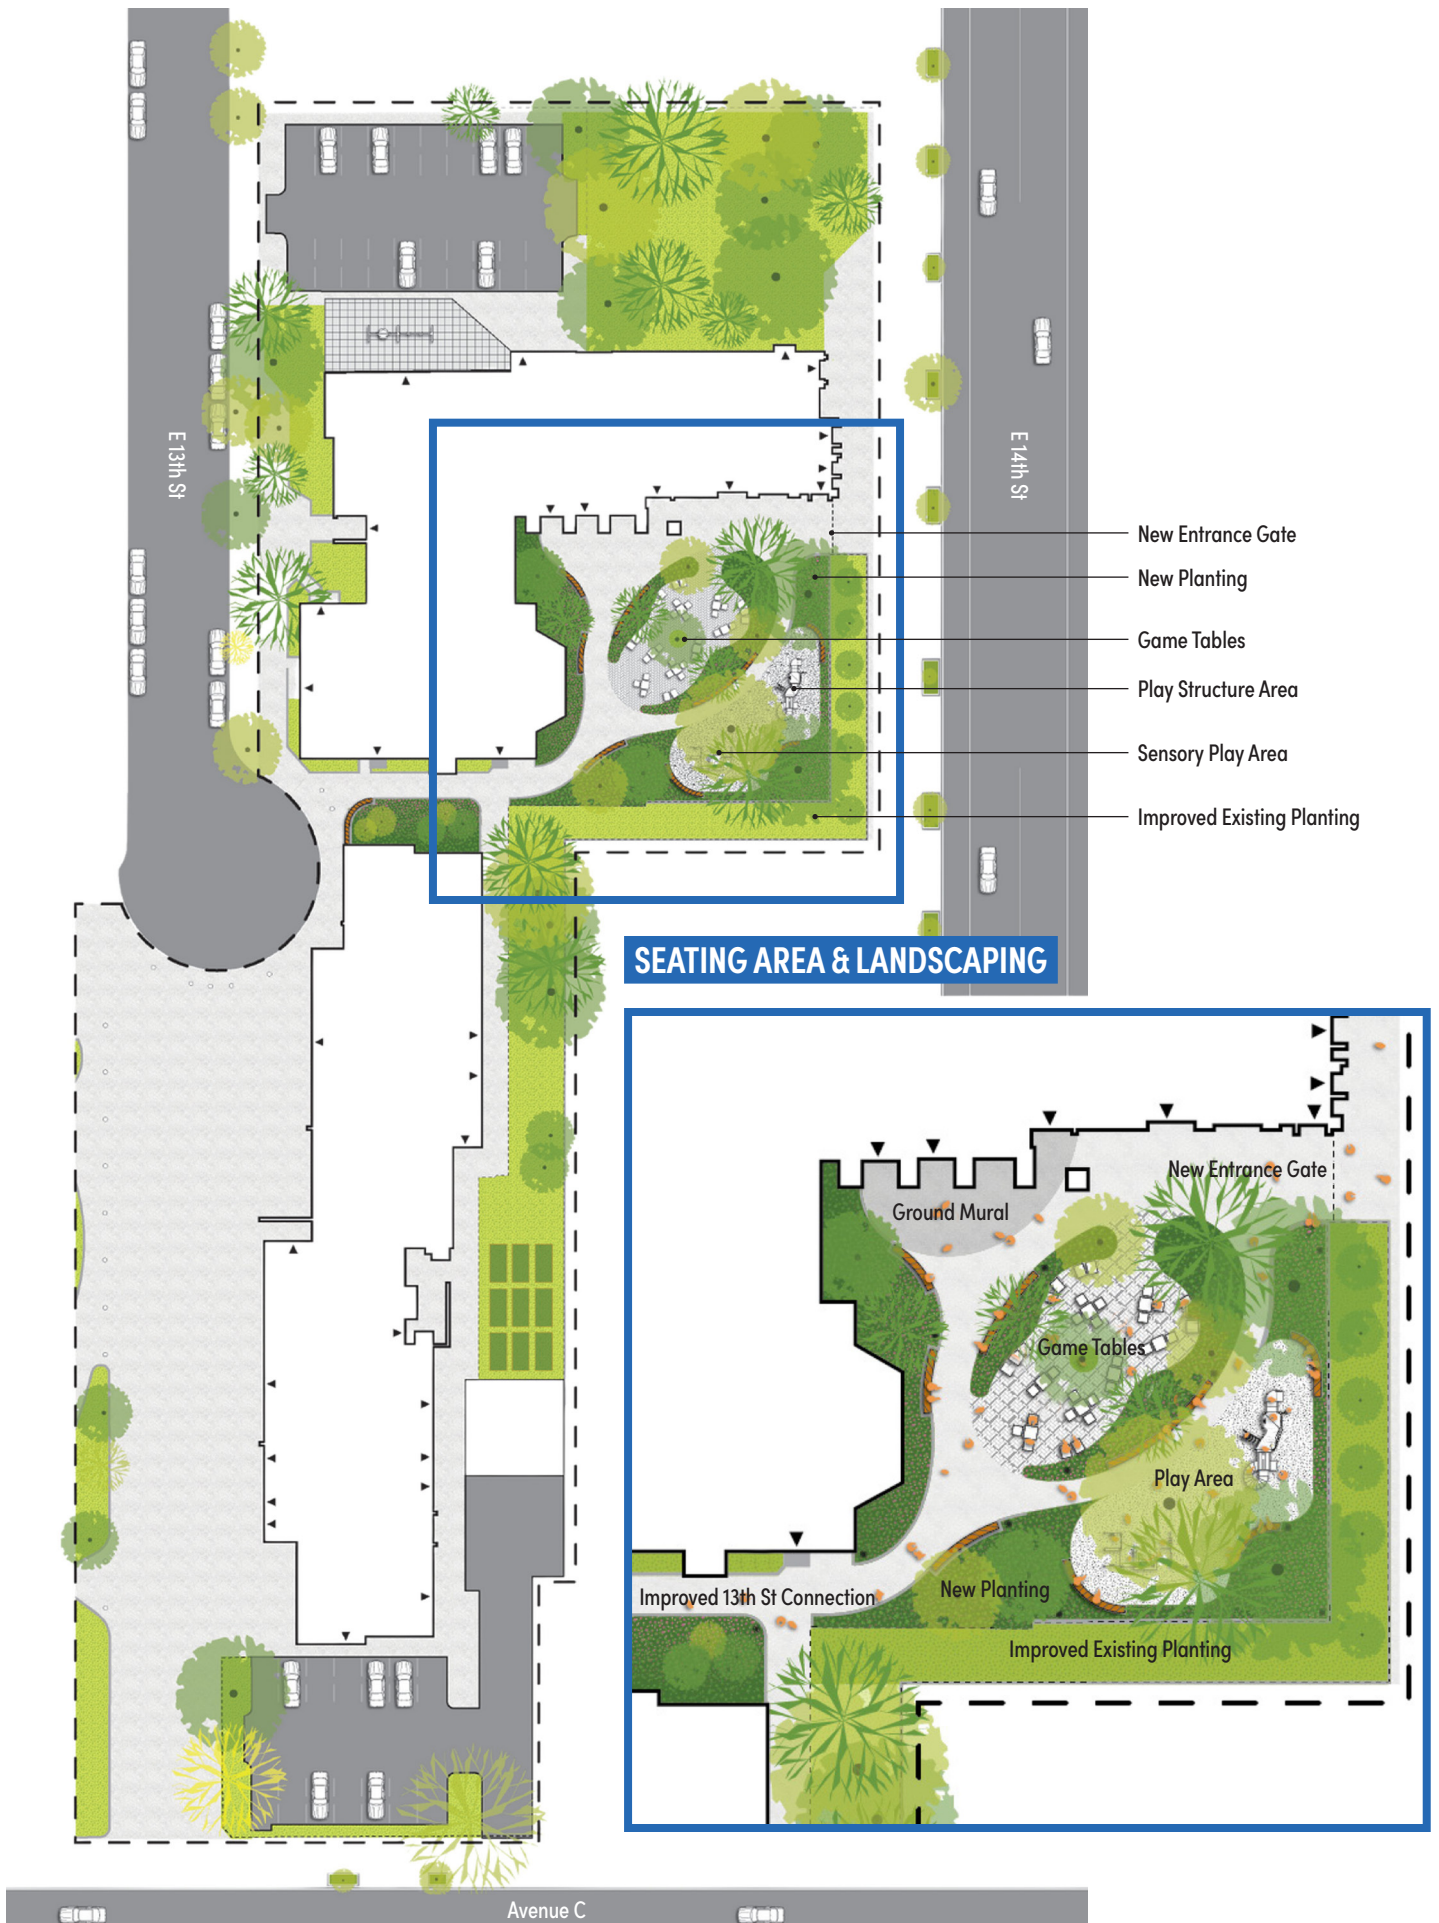 E 13th St
E 14th St
New Entrance Gate
New Planting
Game Tables
Play Structure Area
Sensory Play Area
Improved Existing Planting
SEATING AREA & LANDSCAPING
New Entrance Gate
Ground Mural
Game Tables
Play Area
New Planting
Improved 13th St Connection
Improved Existing Planting
Avenue C